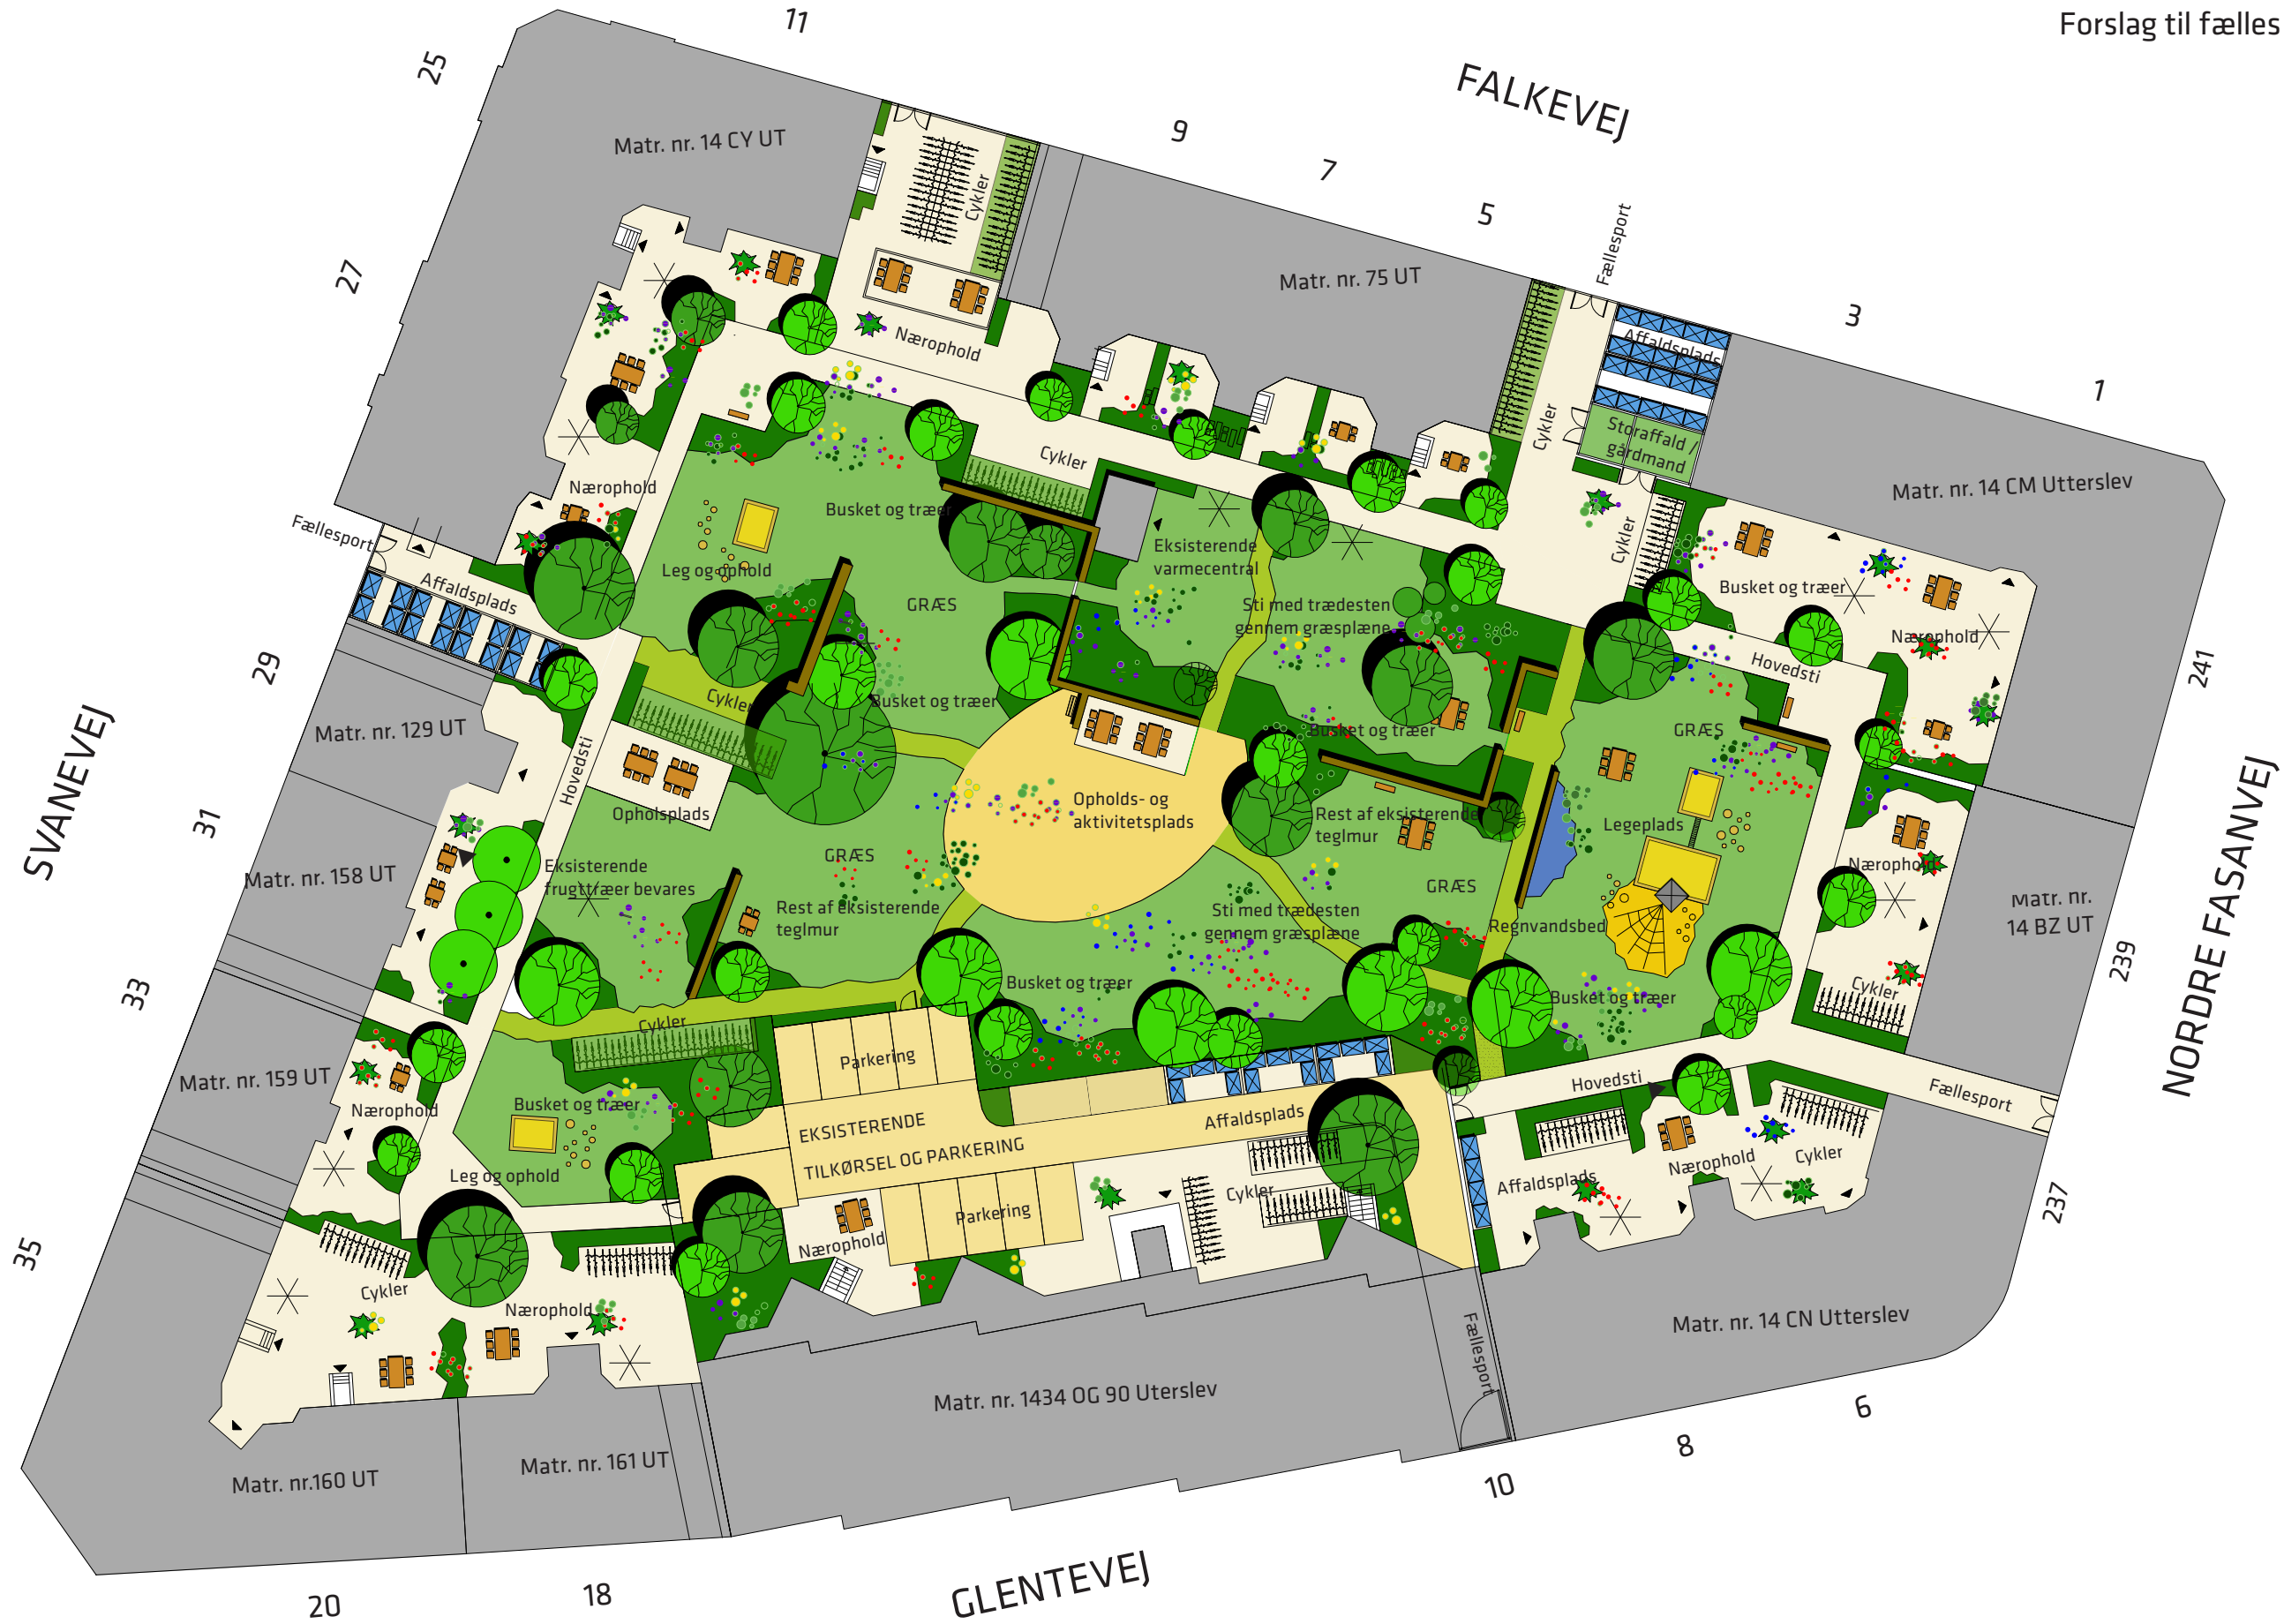 Forslag til fælles
11
25
FALKEVEJ
9
7
5
3
1
27
Matr. nr. 14 CY UT
Cykler
Fællesport
Matr. nr. 75 UT
Affaldsplads
Storaffald /
gårdmand
Cykler
Matr. nr. 14 CM Utterslev
Nærophold
Cykler
Nærophold
Busket og træer
Eksisterende
varmecentral
Cykler
Fællesport
Affaldsplads
Leg og ophold
GRÆS
Sti med trædesten
gennem græsplæne
Busket og træer
Nærophold
Hovedsti
241
29
Cykler
Busket og træer
Busket og træer
GRÆS
Matr. nr. 129 UT
SVANEVEJ
Hovedsti
Opholsplads
Opholds- og
aktivitetsplads
Rest af eksisterende
teglmur
Legeplads
NORDRE FASANVEJ
31
Matr. nr. 158 UT
Eksisterende
frugttræer bevares
GRÆS
Rest af eksisterende
teglmur
GRÆS
Sti med trædesten
gennem græsplæne
Regnvandsbed
Nærophold
Matr. nr.
14 BZ UT
239
33
Busket og træer
Busket og træer
Cykler
Cykler
Matr. nr. 159 UT
Nærophold
Busket og træer
Parkering
EKSISTERENDE
TILKØRSEL OG PARKERING
Affaldsplads
Hovedsti
Fællesport
Leg og ophold
Nærophold
Parkering
Cykler
Affaldsplads
Nærophold
Cykler
237
35
Cykler
Nærophold
Fællesport
Matr. nr. 14 CN Utterslev
Matr. nr. 1434 OG 90 Uterslev
Matr. nr.160 UT
Matr. nr. 161 UT
6
8
10
20
18
GLENTEVEJ